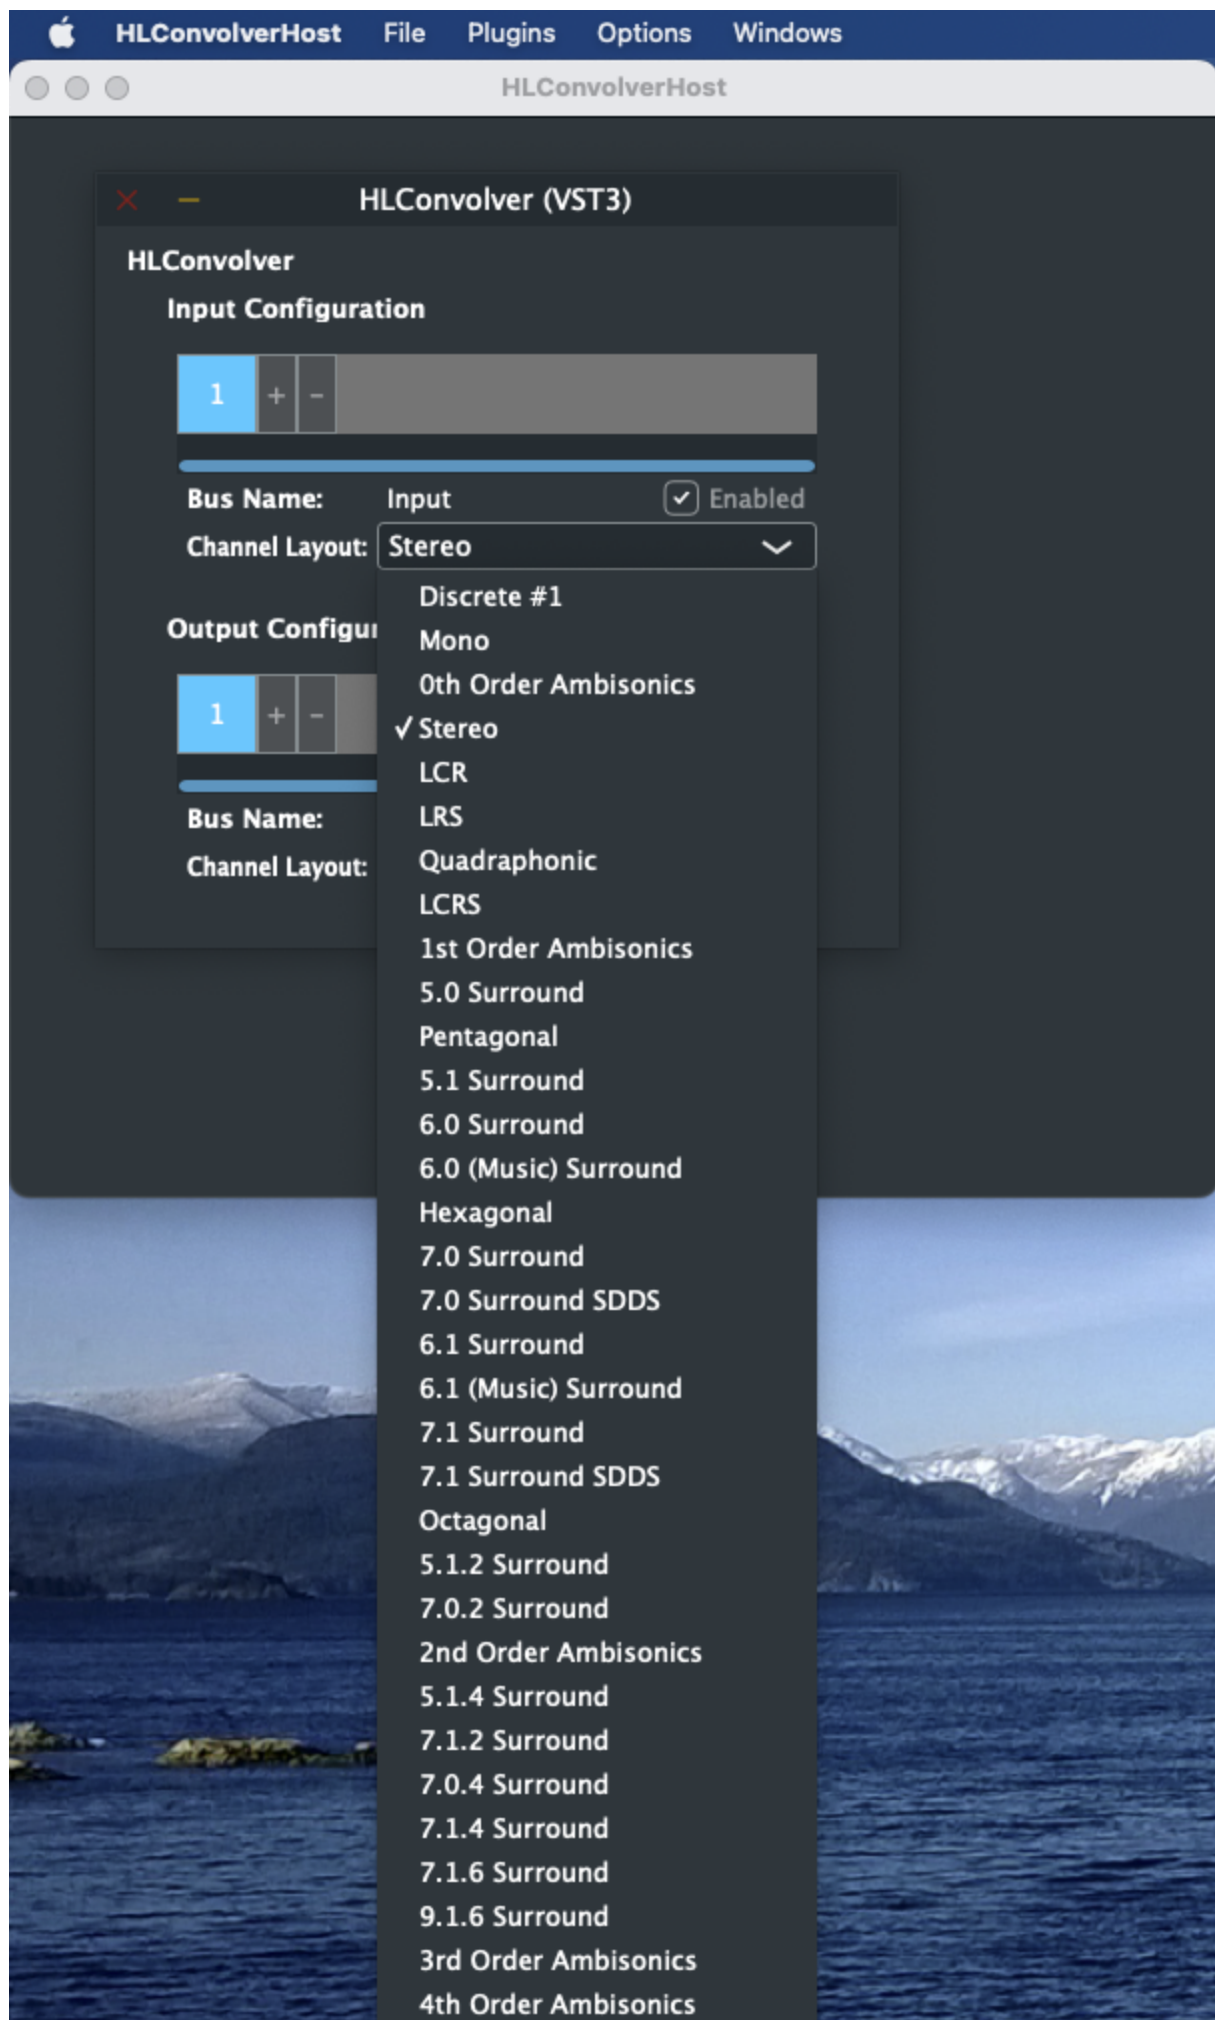 HLConvolverHost File Plugins Options Windows
HLConvolverHost
HLConvolver (VST3)
HLConvolver
Input Configuration
1 + -
Bus Name: Input ✓ Enabled
Channel Layout: Stereo
Discrete #1
Output Configur
Mono
0th Order Ambisonics
1 + -
✓ Stereo
LCR
Bus Name:
LRS
Channel Layout:
Quadraphonic
LCRS
1st Order Ambisonics
5.0 Surround
Pentagonal
5.1 Surround
6.0 Surround
6.0 (Music) Surround
Hexagonal
7.0 Surround
7.0 Surround SDDS
6.1 Surround
6.1 (Music) Surround
7.1 Surround
7.1 Surround SDDS
Octagonal
5.1.2 Surround
7.0.2 Surround
2nd Order Ambisonics
5.1.4 Surround
7.1.2 Surround
7.0.4 Surround
7.1.4 Surround
7.1.6 Surround
9.1.6 Surround
3rd Order Ambisonics
4th Order Ambisonics